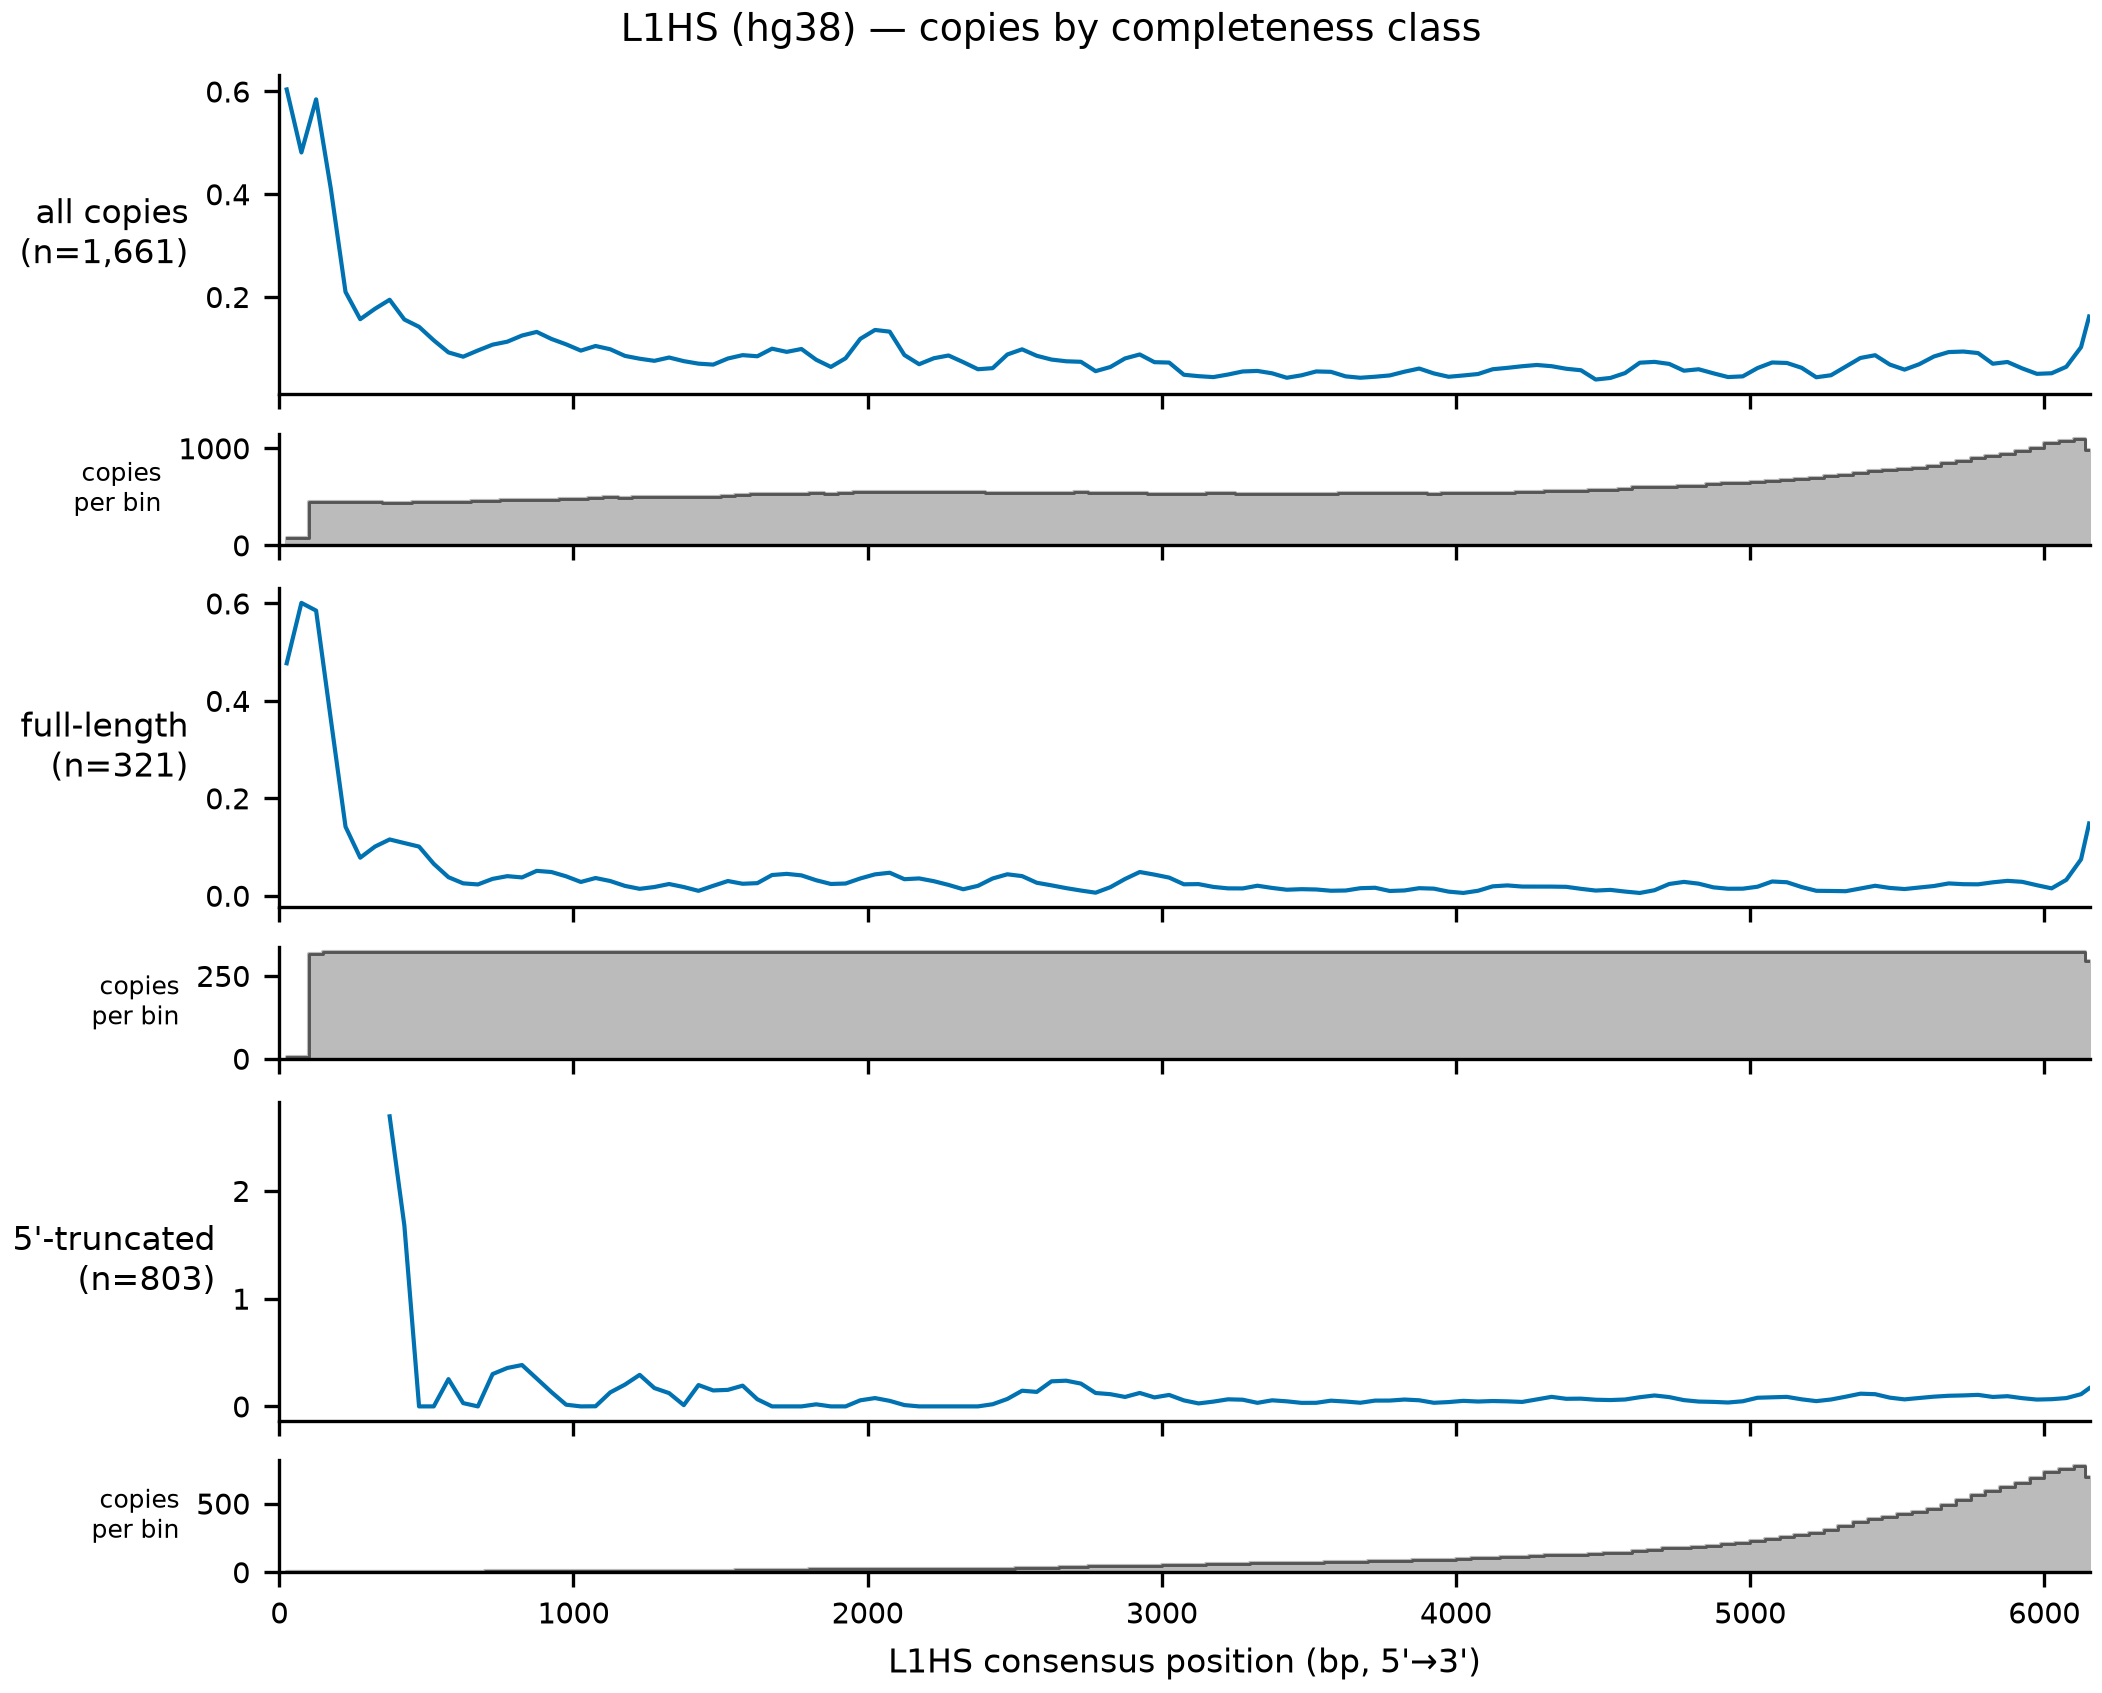 L1HS (hg38) — copies by completeness class
0.6
0.4
0.2
all copies
(n=1,661)
1000
0
copies
per bin
0.6
0.4
0.2
0.0
full-length
(n=321)
250
0
copies
per bin
2
1
0
5'-truncated
(n=803)
500
0
copies
per bin
0 1000 2000 3000 4000 5000 6000
L1HS consensus position (bp, 5'→3')